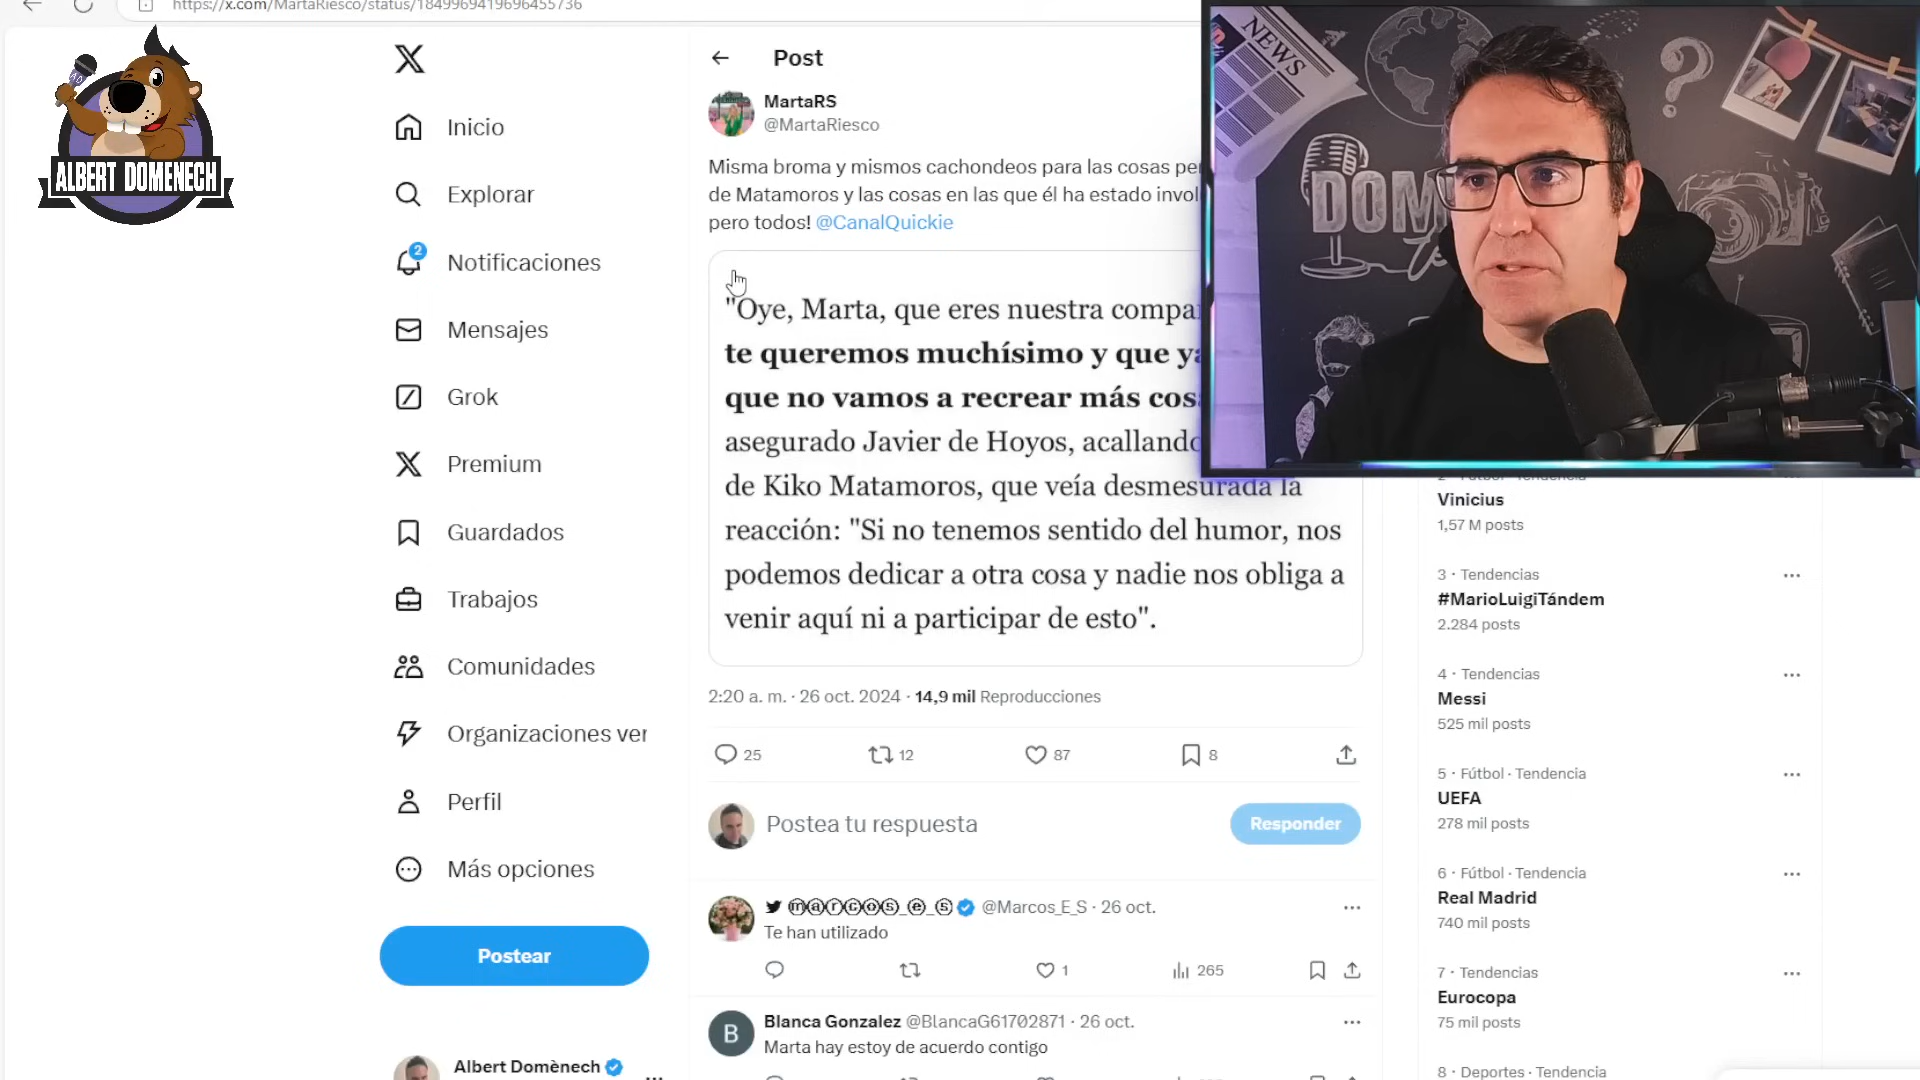 https://x.com/MartaRiesco/status/1849969419696455736
ALBERT DOMENECH
Inicio
Explorar
2
Notificaciones
Mensajes
Grok
Premium
Guardados
Trabajos
Comunidades
Organizaciones ver
Perfil
Más opciones
Postear
Albert Domènech
Post
MartaRS
@MartaRiesco
Misma broma y mismos cachondeos para las cosas per
de Matamoros y las cosas en las que él ha estado invol
pero todos! @CanalQuickie
"Oye, Marta, que eres nuestra compa
te queremos muchísimo y que ya
que no vamos a recrear más cos
asegurado Javier de Hoyos, acallando
de Kiko Matamoros, que veía desmesurada la
reacción: "Si no tenemos sentido del humor, nos
podemos dedicar a otra cosa y nadie nos obliga a
venir aquí ni a participar de esto".
2:20 a. m. · 26 oct. 2024 · 14,9 mil Reproducciones
25 12 87 8
Postea tu respuesta
Responder
ⓜⓐⓡⓒⓞⓢ_ⓔ_ⓢ @Marcos_E_S · 26 oct.
Te han utilizado
1 265
B
Blanca Gonzalez @BlancaG61702871 · 26 oct.
Marta hay estoy de acuerdo contigo
NEWS
DOM
2 · Fútbol · Tendencia
Vinicius
1,57 M posts
3 · Tendencias
#MarioLuigiTándem
2.284 posts
4 · Tendencias
Messi
525 mil posts
5 · Fútbol · Tendencia
UEFA
278 mil posts
6 · Fútbol · Tendencia
Real Madrid
740 mil posts
7 · Tendencias
Eurocopa
75 mil posts
8 · Deportes · Tendencia